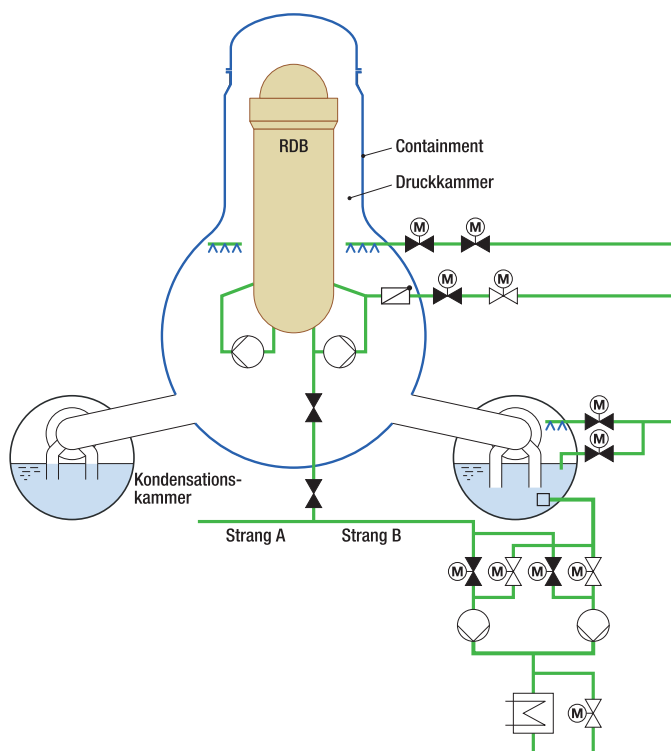 RDB
Containment
Druckkammer
M
M
M
M
M
M
Kondensations-
kammer
Strang A
Strang B
M
M
M
M
M